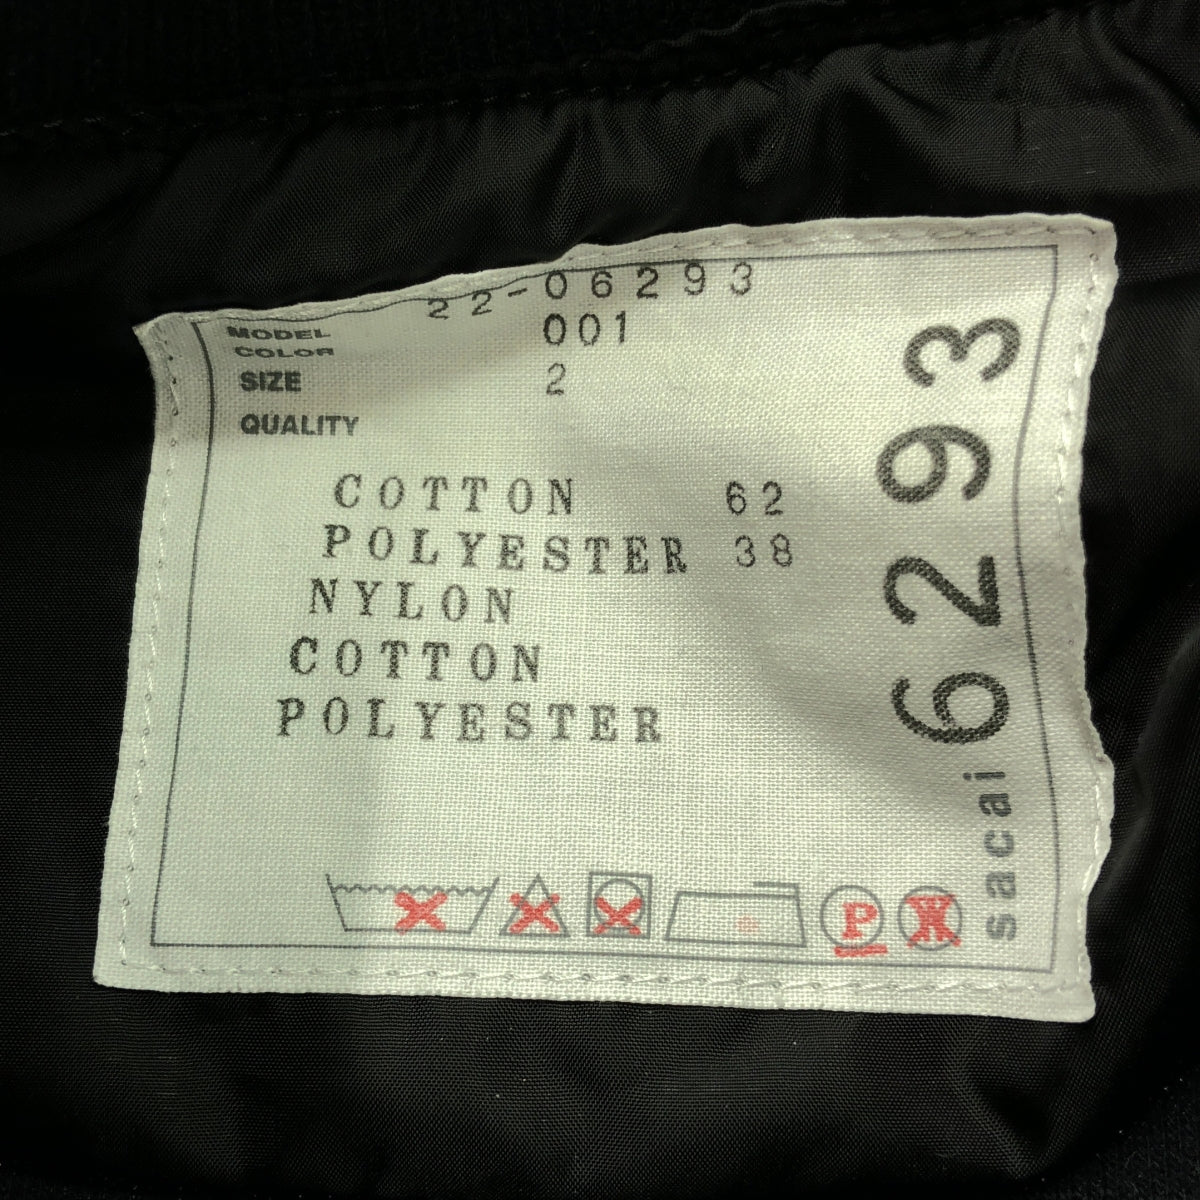 MODEL 22-06293
COLOR 001
SIZE 2
QUALITY
COTTON 62
POLYESTER 38
NYLON
COTTON
POLYESTER
P
W
sacai 6293